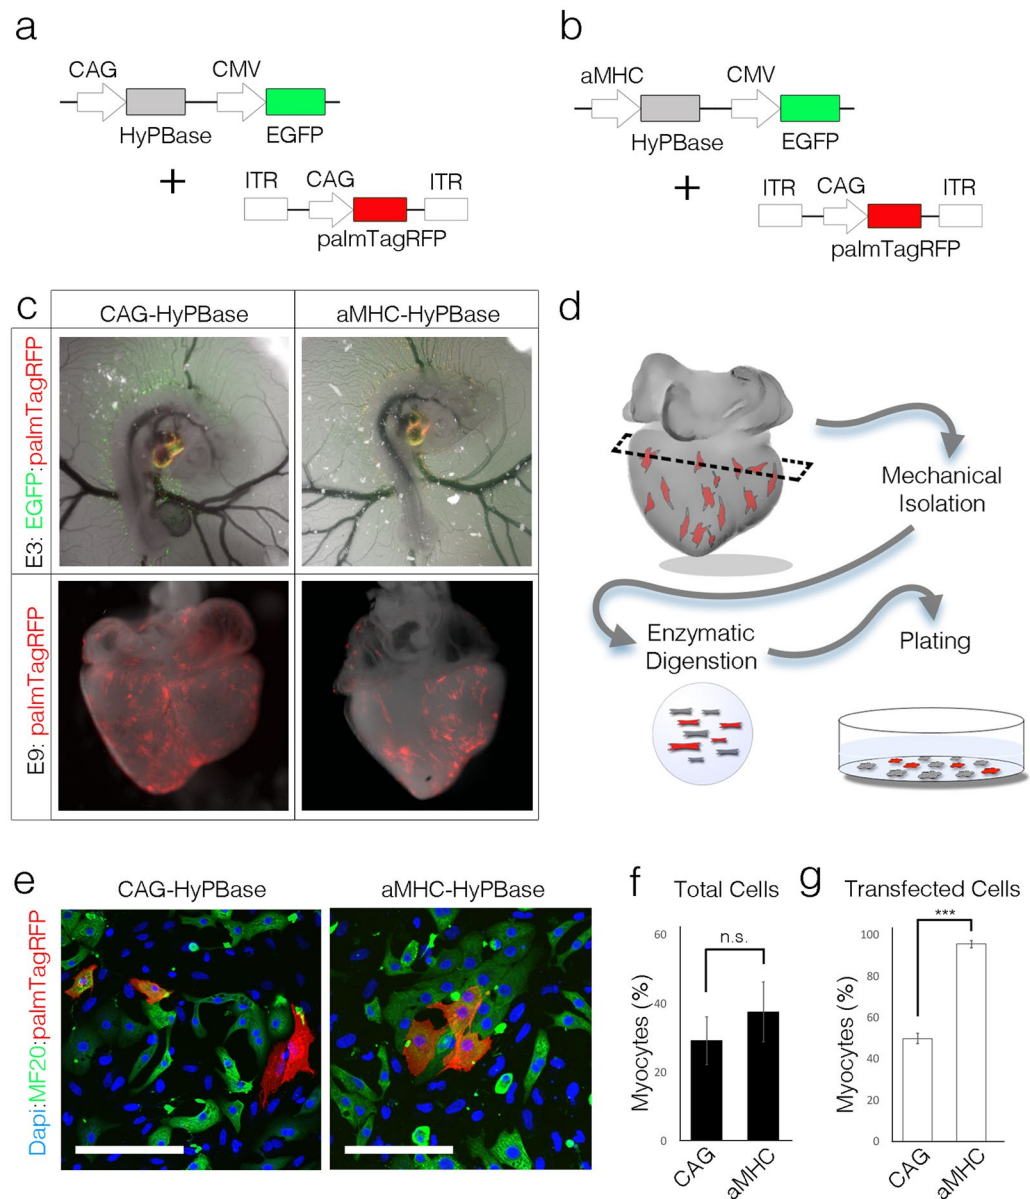 a
CAG
CMV
HyPBase
EGFP
+
ITR
CAG
ITR
palmTagRFP
b
aMHC
CMV
HyPBase
EGFP
+
ITR
CAG
ITR
palmTagRFP
c
CAG-HyPBase
aMHC-HyPBase
E3: EGFP:palmTagRFP
E9: palmTagRFP
d
Mechanical
Isolation
Enzymatic
Digenstion
Plating
e
CAG-HyPBase
aMHC-HyPBase
Dapi:MF20:palmTagRFP
f
Total Cells
n.s.
Myocytes (%)
60
40
20
0
CAG
aMHC
g
Transfected Cells
***
Myocytes (%)
100
80
60
40
20
0
CAG
aMHC